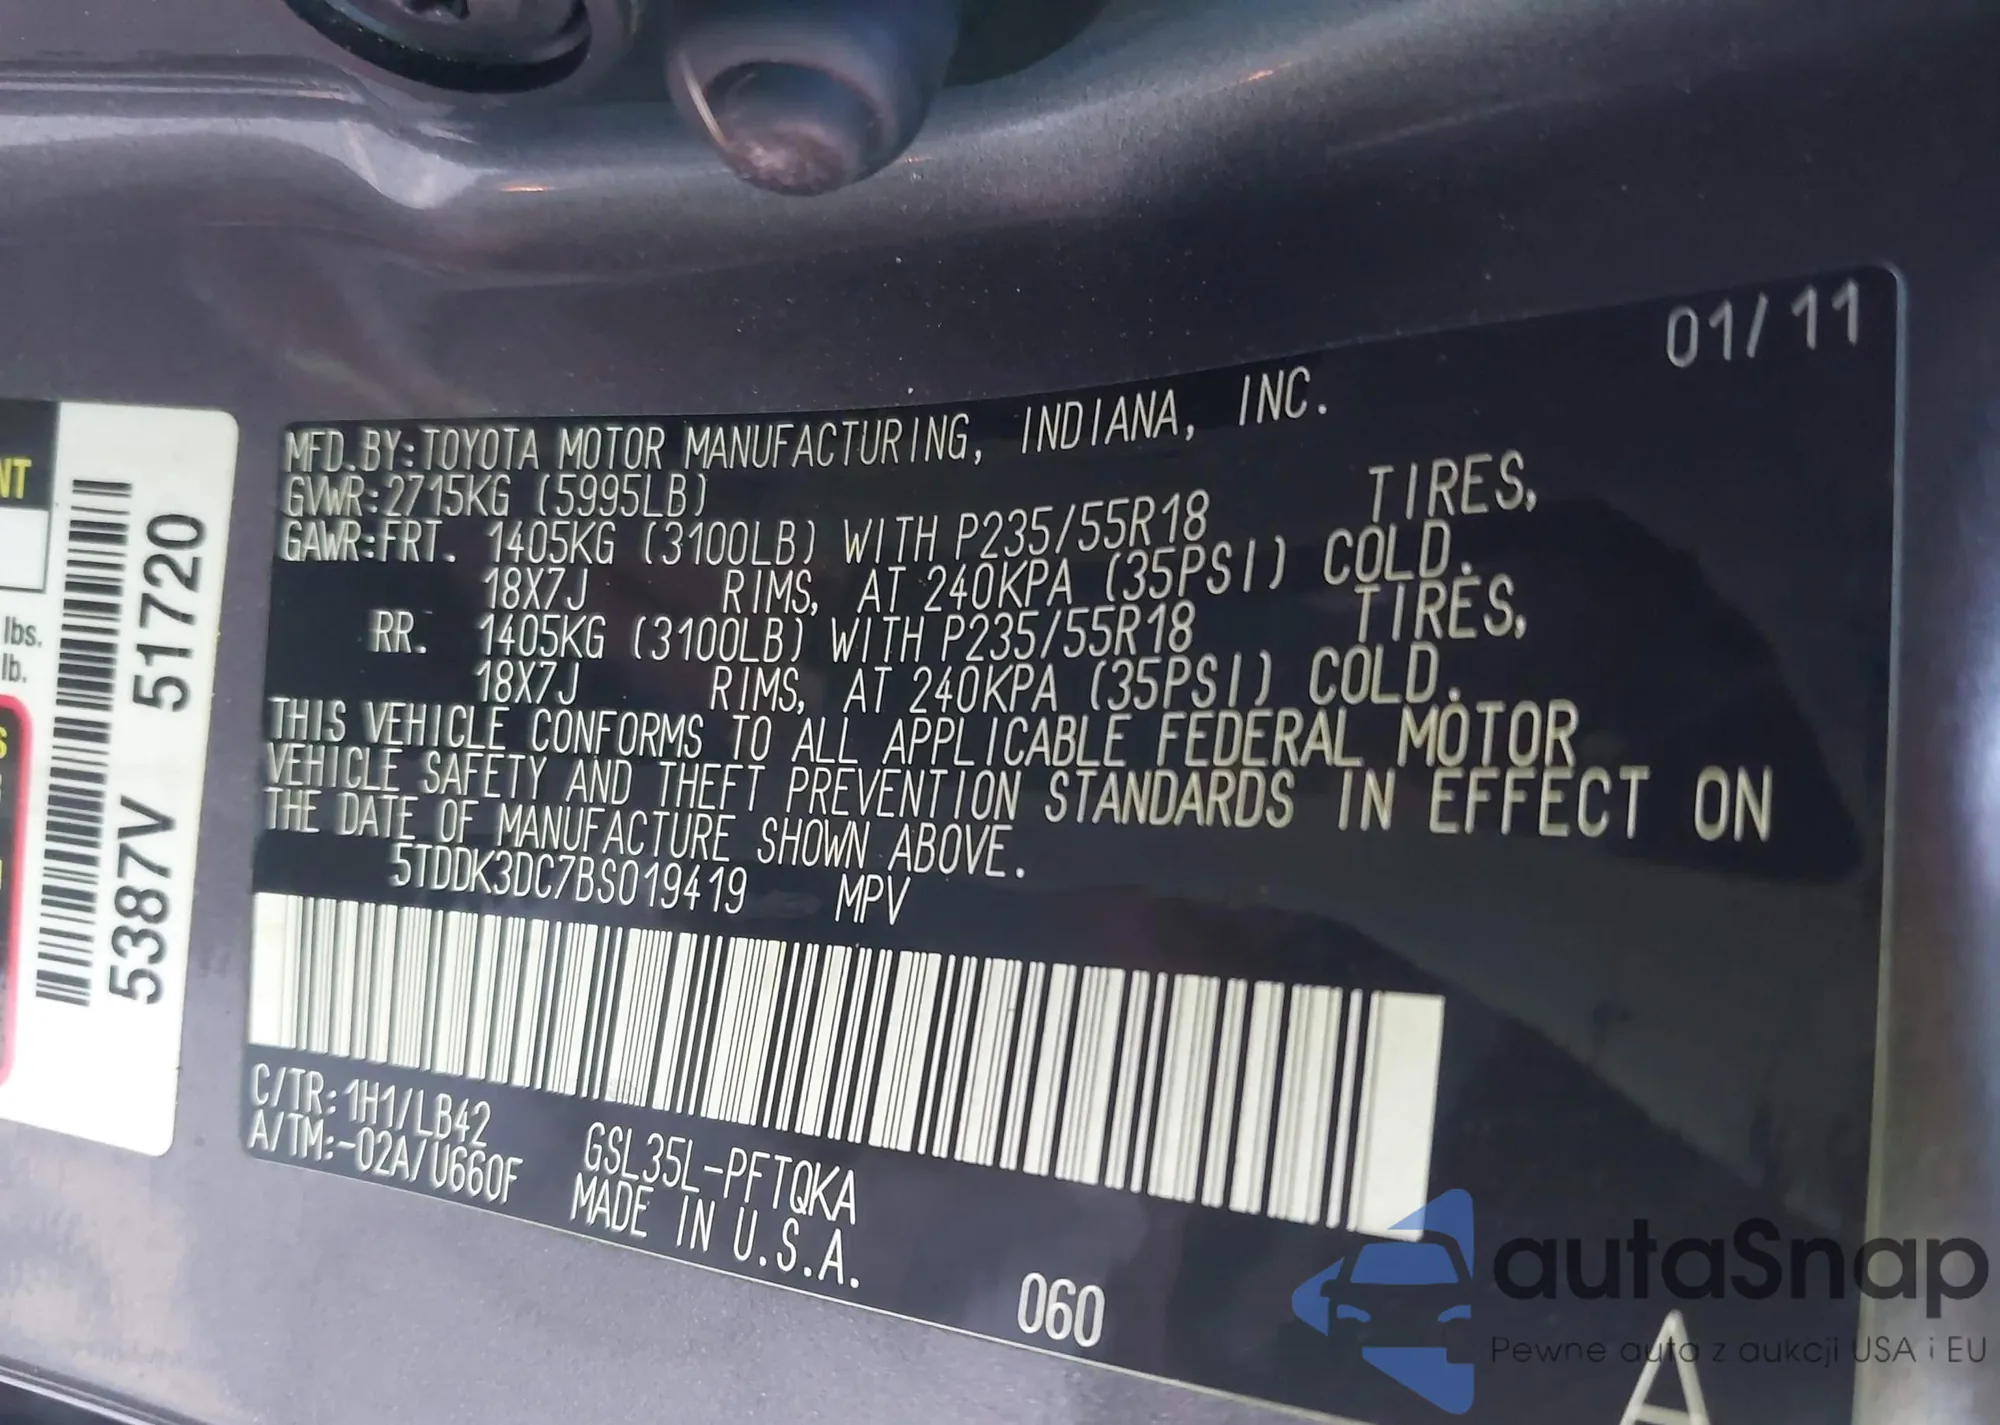 NT
lbs.
lb.
S
5387V 51720
01/11
MFD.BY:TOYOTA MOTOR MANUFACTURING, INDIANA, INC.
GVWR:2715KG (5995LB)
GAWR:FRT. 1405KG (3100LB) WITH P235/55R18 TIRES,
18X7J RIMS, AT 240KPA (35PSI) COLD.
RR. 1405KG (3100LB) WITH P235/55R18 TIRES,
18X7J RIMS, AT 240KPA (35PSI) COLD.
THIS VEHICLE CONFORMS TO ALL APPLICABLE FEDERAL MOTOR
VEHICLE SAFETY AND THEFT PREVENTION STANDARDS IN EFFECT ON
THE DATE OF MANUFACTURE SHOWN ABOVE.
5TDDK3DC7BS019419 MPV
C/TR:1H1/LB42
A/TM:-02A/U660F
GSL35L-PFTQKA
MADE IN U.S.A.
060
A
autaSnap
Pewne auta z aukcji USA i EU